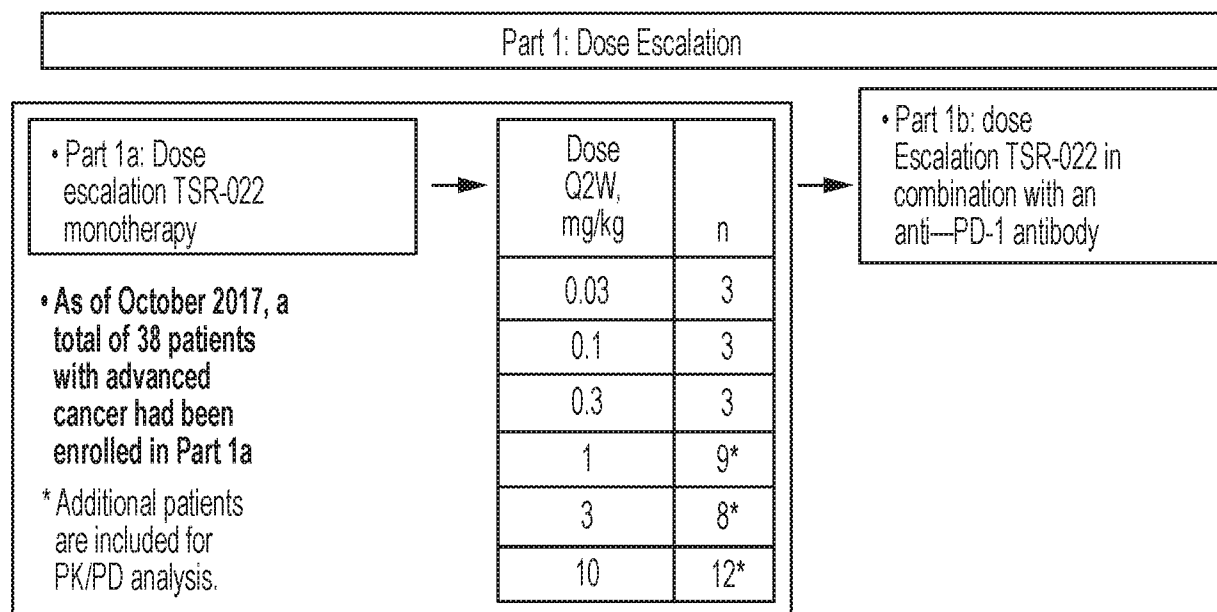 Part 1: Dose Escalation
• Part 1a: Dose
escalation TSR-022
monotherapy
• As of October 2017, a
total of 38 patients
with advanced
cancer had been
enrolled in Part 1a
* Additional patients
are included for
PK/PD analysis.
Dose
Q2W,
mg/kg n
0.03 3
0.1 3
0.3 3
1 9*
3 8*
10 12*
• Part 1b: dose
Escalation TSR-022 in
combination with an
anti—PD-1 antibody